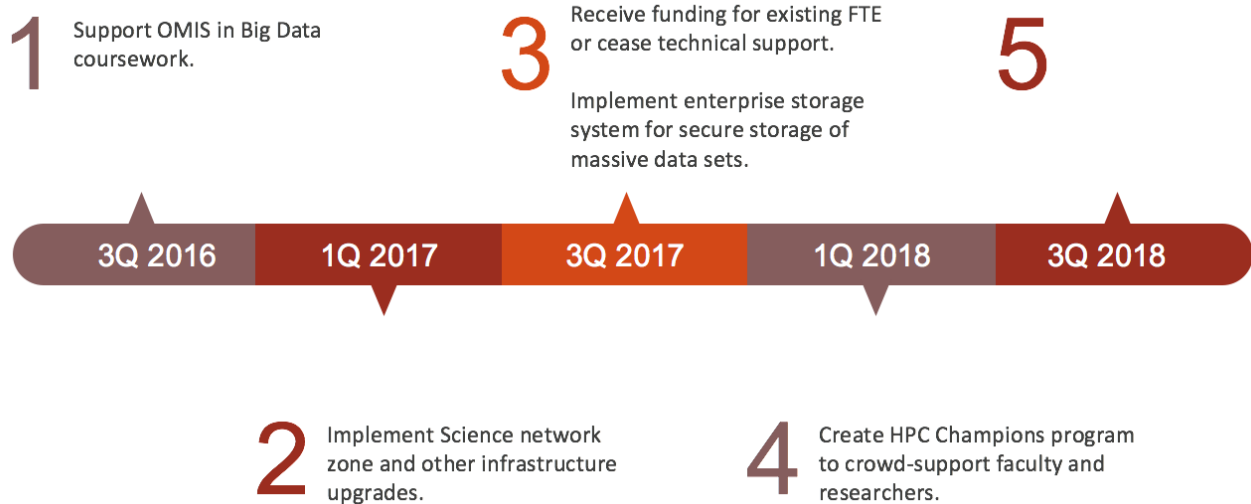 1
Support OMIS in Big Data
coursework.
3
Receive funding for existing FTE
or cease technical support.
Implement enterprise storage
system for secure storage of
massive data sets.
5
3Q 2016
1Q 2017
3Q 2017
1Q 2018
3Q 2018
2
Implement Science network
zone and other infrastructure
upgrades.
4
Create HPC Champions program
to crowd-support faculty and
researchers.